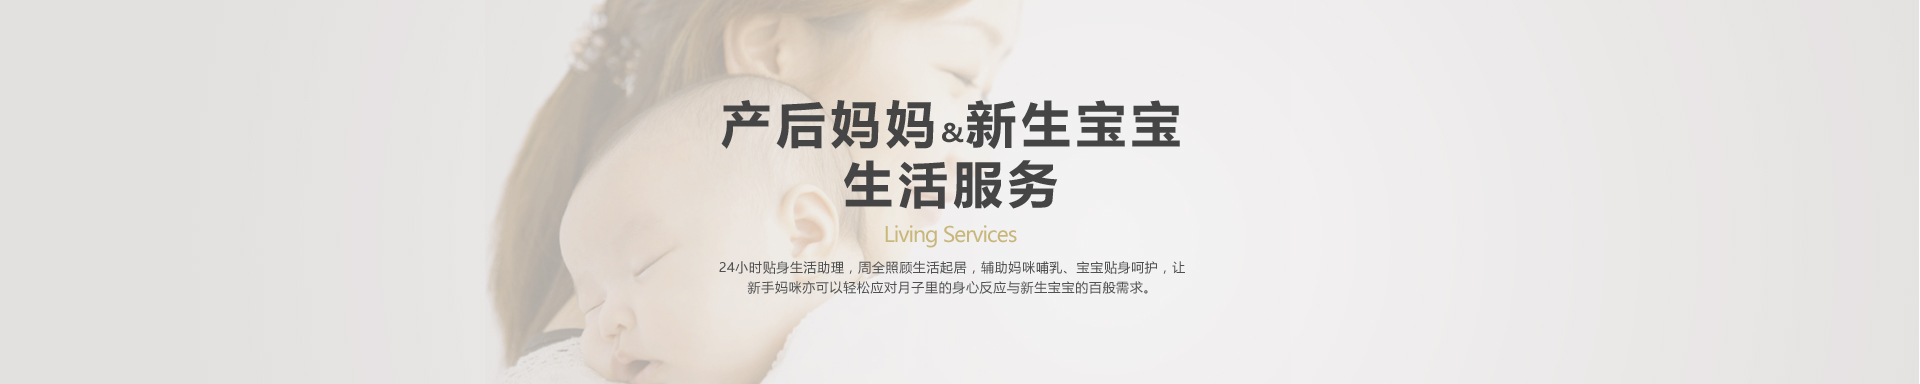 产后妈妈&新生宝宝
生活服务
Living Services
24小时贴身生活助理，周全照顾生活起居，辅助妈咪哺乳、宝宝贴身呵护，让
新手妈咪亦可以轻松应对月子里的身心反应与新生宝宝的百般需求。